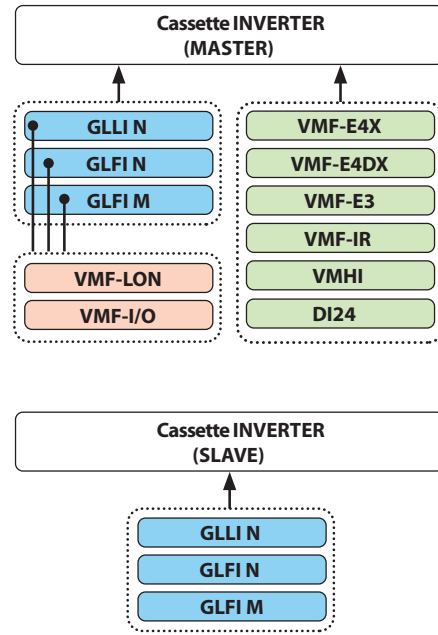 Cassette INVERTER
(MASTER)
GLLI N
GLFI N
GLFI M
VMF-LON
VMF-I/O
VMF-E4X
VMF-E4DX
VMF-E3
VMF-IR
VMHI
DI24
Cassette INVERTER
(SLAVE)
GLLI N
GLFI N
GLFI M